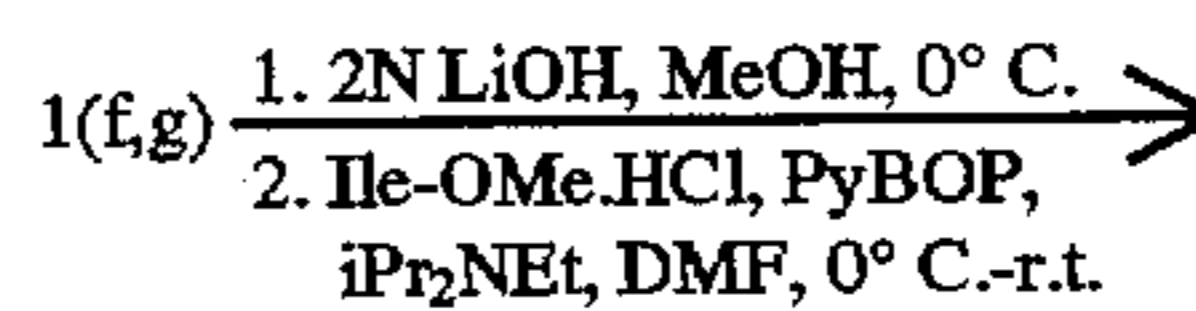 1(f,g) 1. 2N LiOH, MeOH, 0° C.
2. Ile-OMe.HCl, PyBOP,
iPr₂NEt, DMF, 0° C.-r.t.